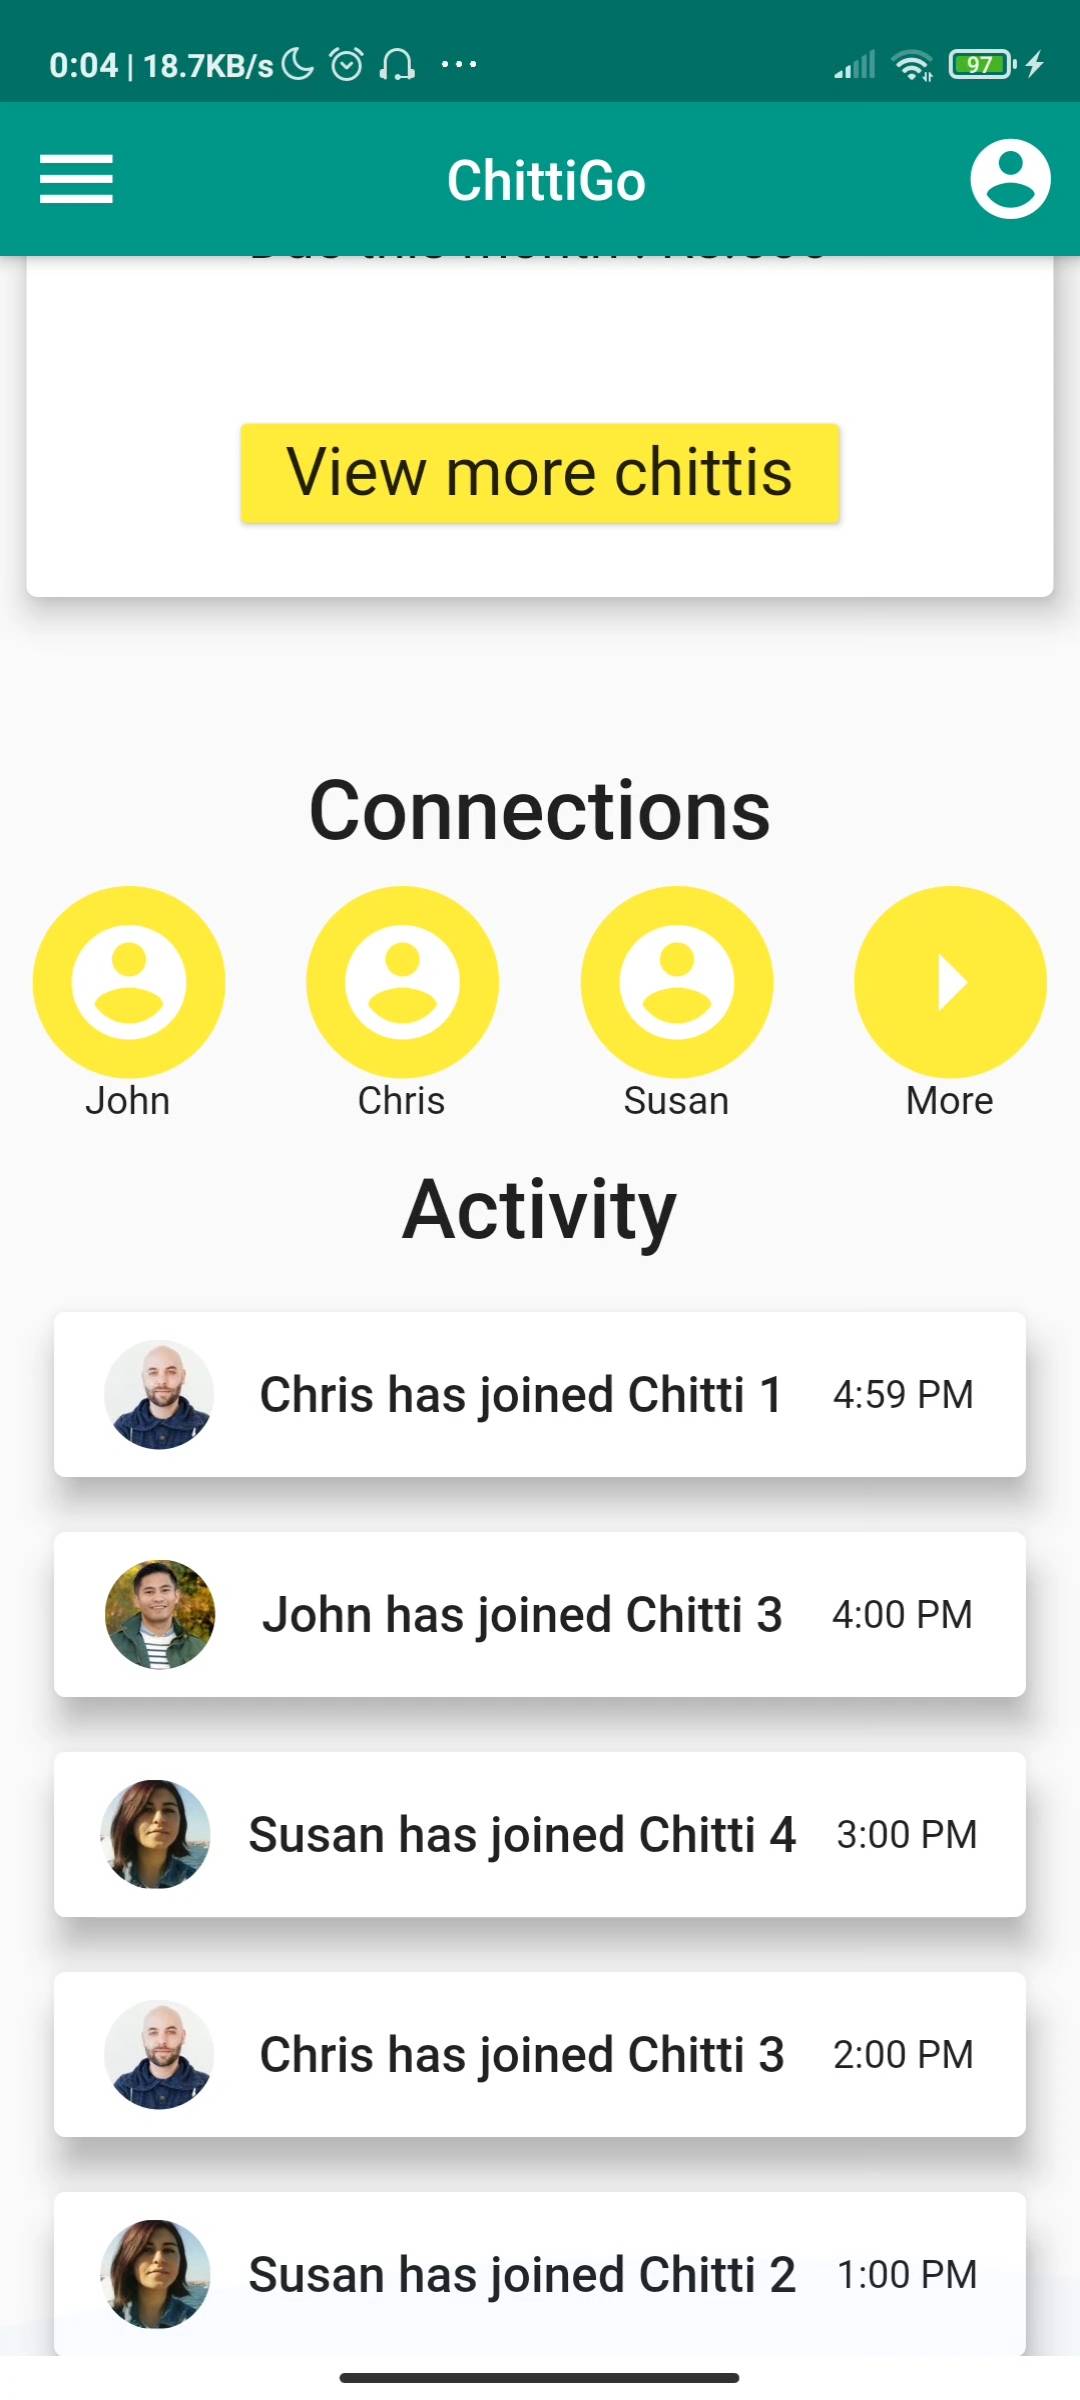 0:04 | 18.7KB/s
97
ChittiGo
View more chittis
Connections
John Chris Susan More
Activity
Chris has joined Chitti 1 4:59 PM
John has joined Chitti 3 4:00 PM
Susan has joined Chitti 4 3:00 PM
Chris has joined Chitti 3 2:00 PM
Susan has joined Chitti 2 1:00 PM